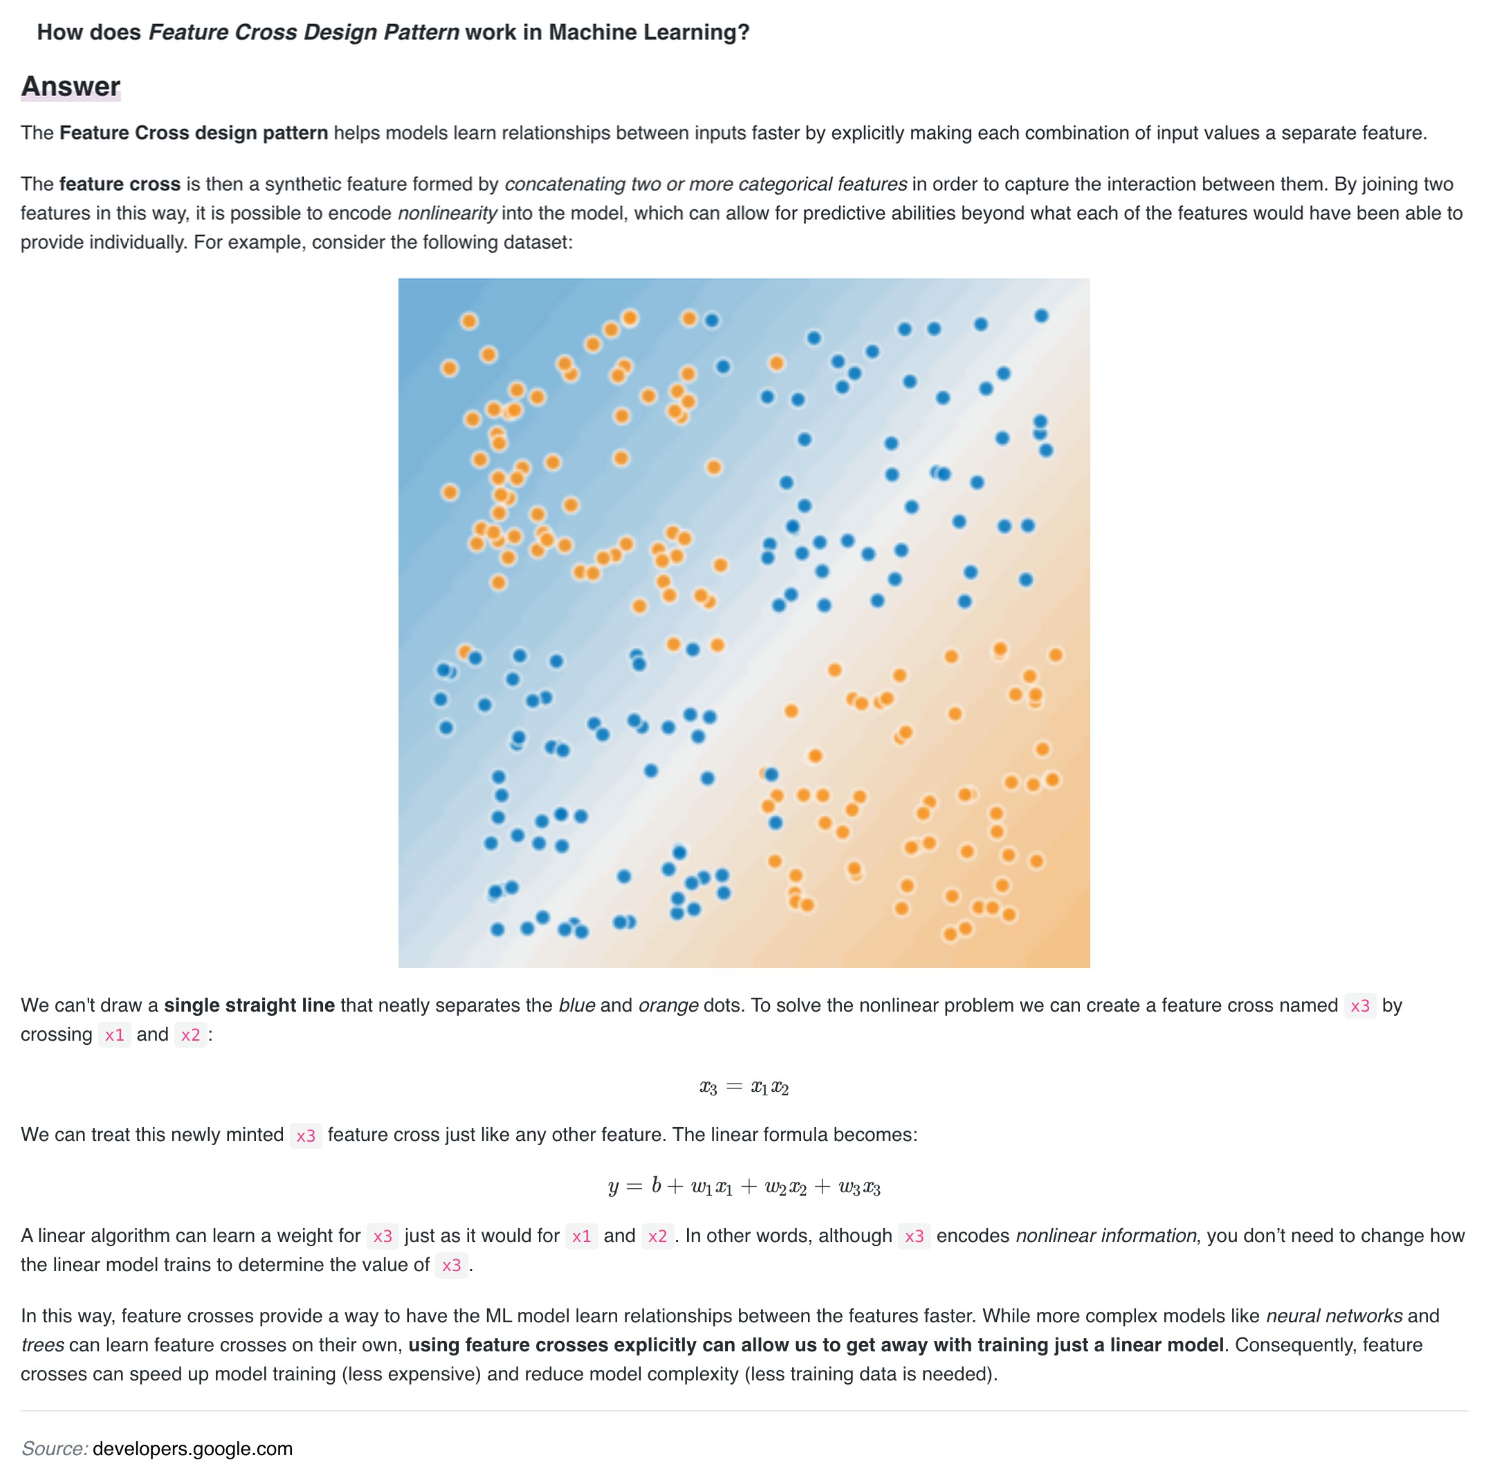 How does Feature Cross Design Pattern work in Machine Learning?
Answer
The Feature Cross design pattern helps models learn relationships between inputs faster by explicitly making each combination of input values a separate feature.
The feature cross is then a synthetic feature formed by concatenating two or more categorical features in order to capture the interaction between them. By joining two
features in this way, it is possible to encode nonlinearity into the model, which can allow for predictive abilities beyond what each of the features would have been able to
provide individually. For example, consider the following dataset:
We can't draw a single straight line that neatly separates the blue and orange dots. To solve the nonlinear problem we can create a feature cross named x3 by
crossing x1 and x2 :
x₃ = x₁x₂
We can treat this newly minted x3 feature cross just like any other feature. The linear formula becomes:
y = b + w₁x₁ + w₂x₂ + w₃x₃
A linear algorithm can learn a weight for x3 just as it would for x1 and x2 . In other words, although x3 encodes nonlinear information, you don’t need to change how
the linear model trains to determine the value of x3 .
In this way, feature crosses provide a way to have the ML model learn relationships between the features faster. While more complex models like neural networks and
trees can learn feature crosses on their own, using feature crosses explicitly can allow us to get away with training just a linear model. Consequently, feature
crosses can speed up model training (less expensive) and reduce model complexity (less training data is needed).
Source: developers.google.com